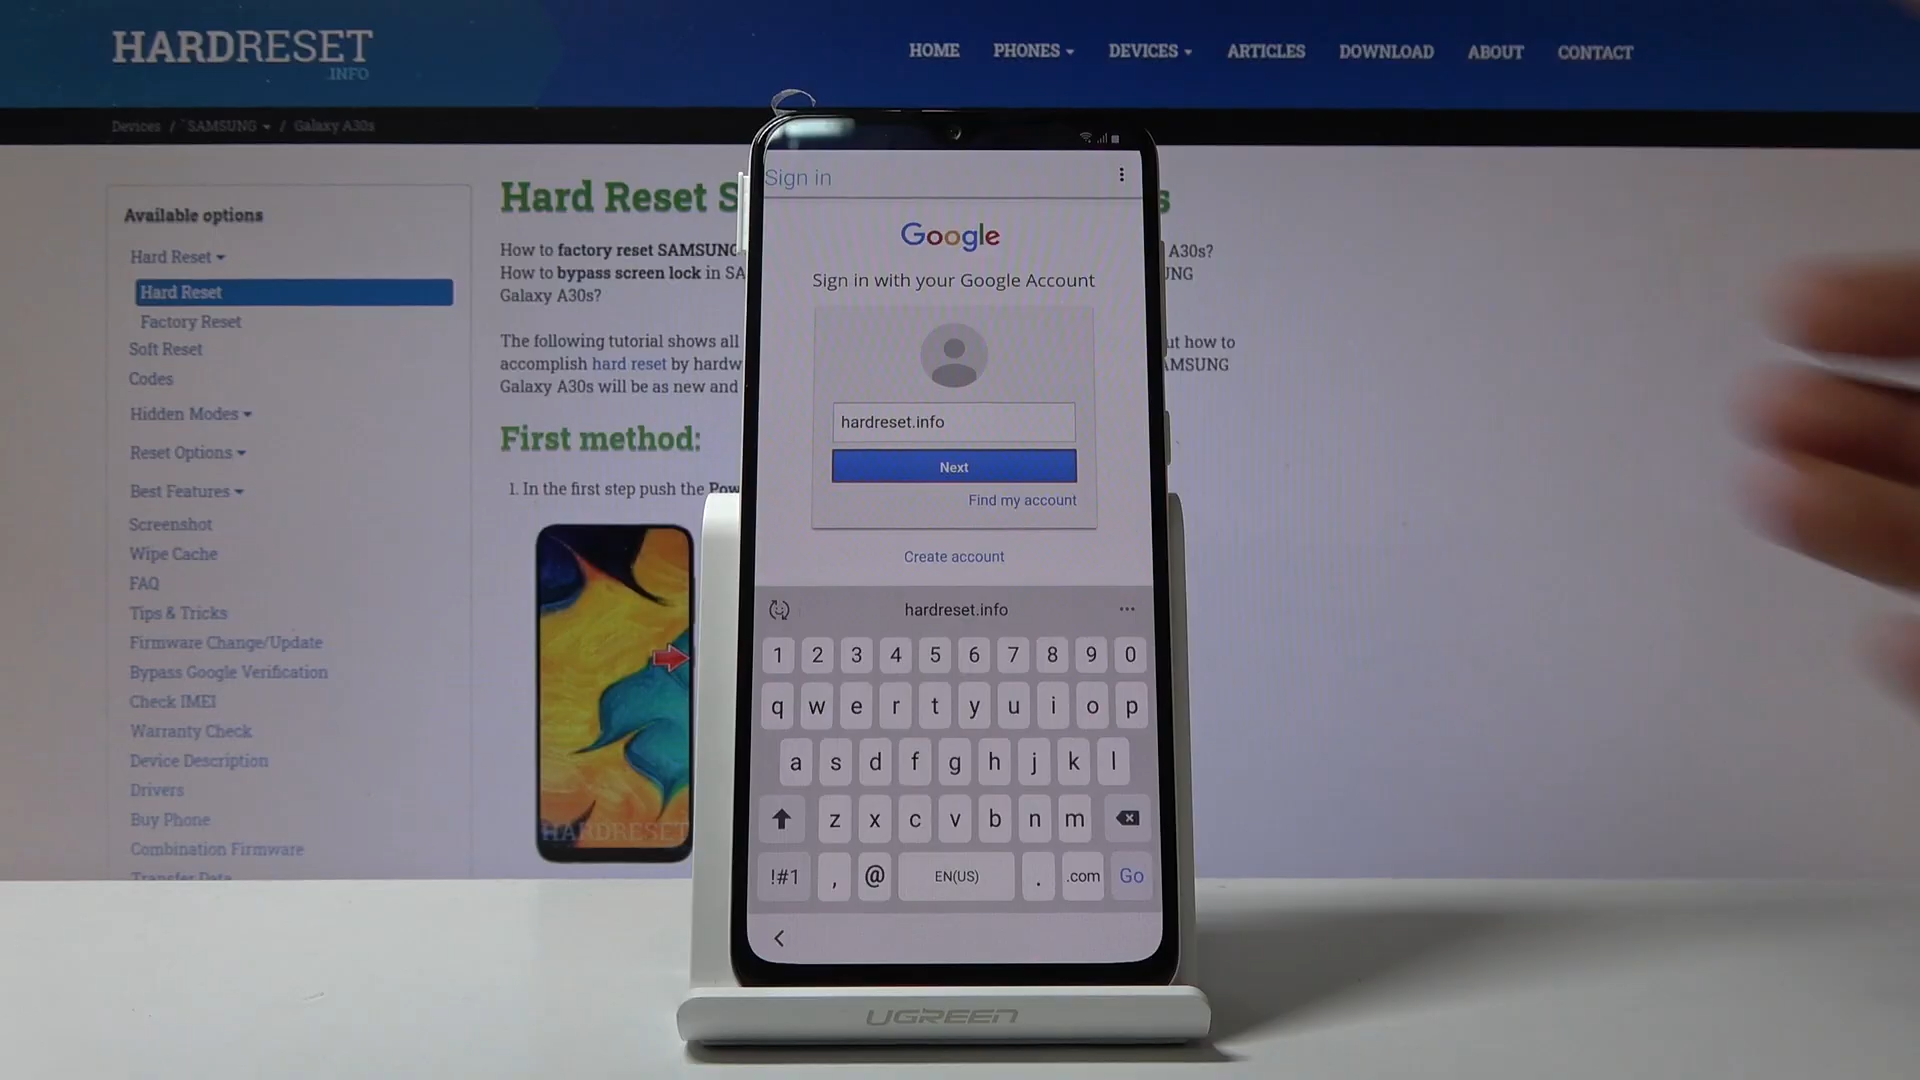 HARDRESET
.INFO
HOME PHONES DEVICES ARTICLES DOWNLOAD ABOUT CONTACT
Devices / SAMSUNG / Galaxy A30s
Available options
Hard Reset
Hard Reset
Factory Reset
Soft Reset
Codes
Hidden Modes
Reset Options
Best Features
Screenshot
Wipe Cache
FAQ
Tips & Tricks
Firmware Change/Update
Bypass Google Verification
Check IMEI
Warranty Check
Device Description
Drivers
Buy Phone
Combination Firmware
Transfer Data
Hard Reset S
How to factory reset SAMSUNG A30s?
How to bypass screen lock in SA
Galaxy A30s?
The following tutorial shows all out how to
accomplish hard reset by hardw SAMSUNG
Galaxy A30s will be as new and
First method:
1. In the first step push the Pow
HARDRESET
Sign in
Google
Sign in with your Google Account
hardreset.info
Next
Find my account
Create account
hardreset.info
1 2 3 4 5 6 7 8 9 0
q w e r t y u i o p
a s d f g h j k l
z x c v b n m
!#1 , @ EN(US) . .com Go
UGREEN